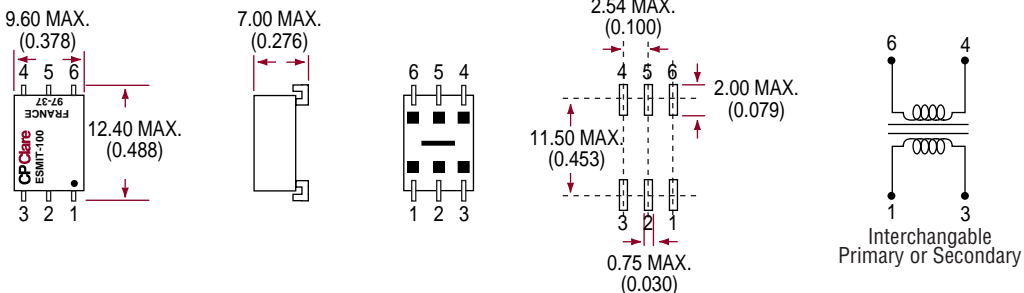 9.60 MAX.
(0.378)
4 5 6
FRANCE
97-37
CPClare
ESMIT-100
3 2 1
12.40 MAX.
(0.488)
7.00 MAX.
(0.276)
6 5 4
1 2 3
2.54 MAX.
(0.100)
4 5 6
2.00 MAX.
(0.079)
11.50 MAX.
(0.453)
3 2 1
0.75 MAX.
(0.030)
6 4
1 3
Interchangable
Primary or Secondary